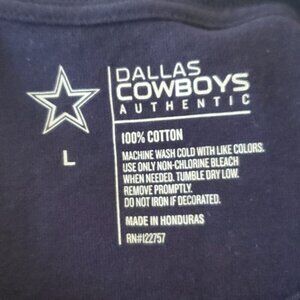 DALLAS
COWBOYS
AUTHENTIC
L
100% COTTON
MACHINE WASH COLD WITH LIKE COLORS.
USE ONLY NON-CHLORINE BLEACH
WHEN NEEDED. TUMBLE DRY LOW.
REMOVE PROMPTLY.
DO NOT IRON IF DECORATED.
MADE IN HONDURAS
RN#122757